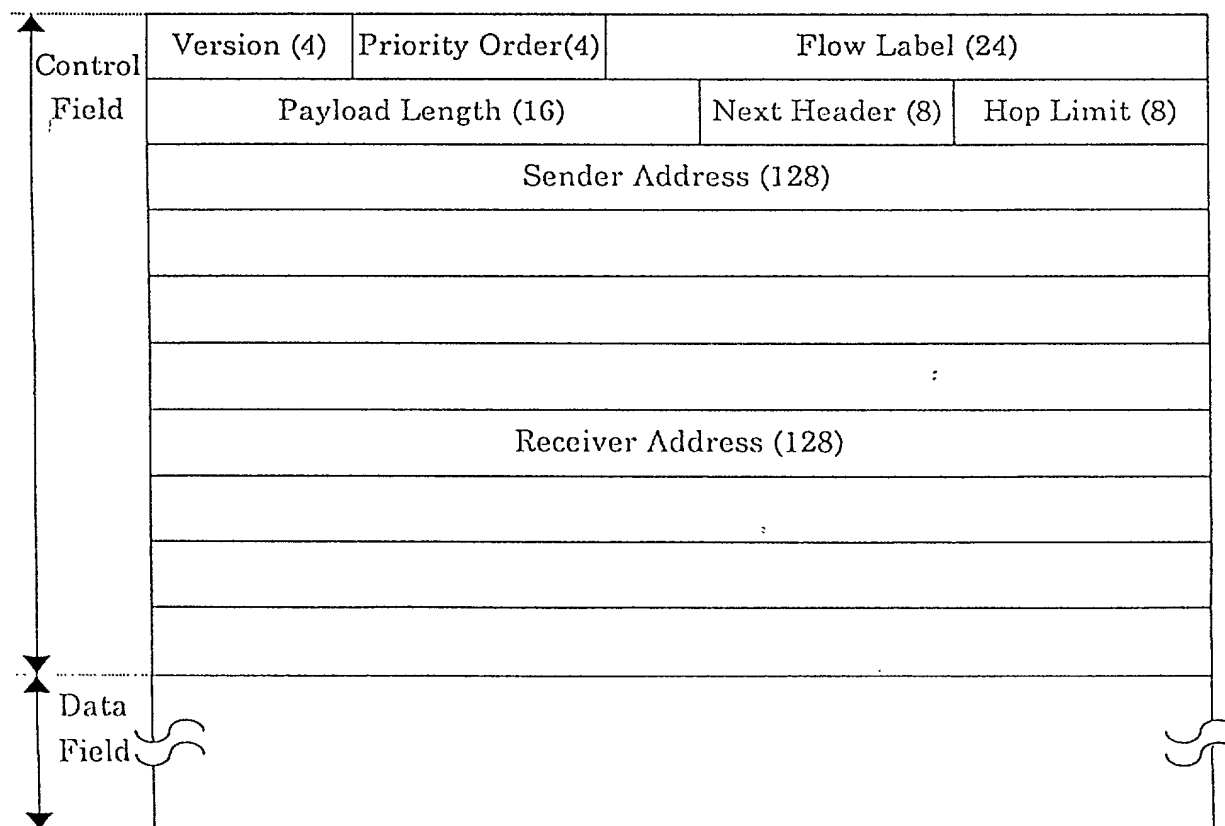 Version (4) Priority Order(4) Flow Label (24)
Control
Field
Payload Length (16) Next Header (8) Hop Limit (8)
Sender Address (128)
Receiver Address (128)
Data
Field